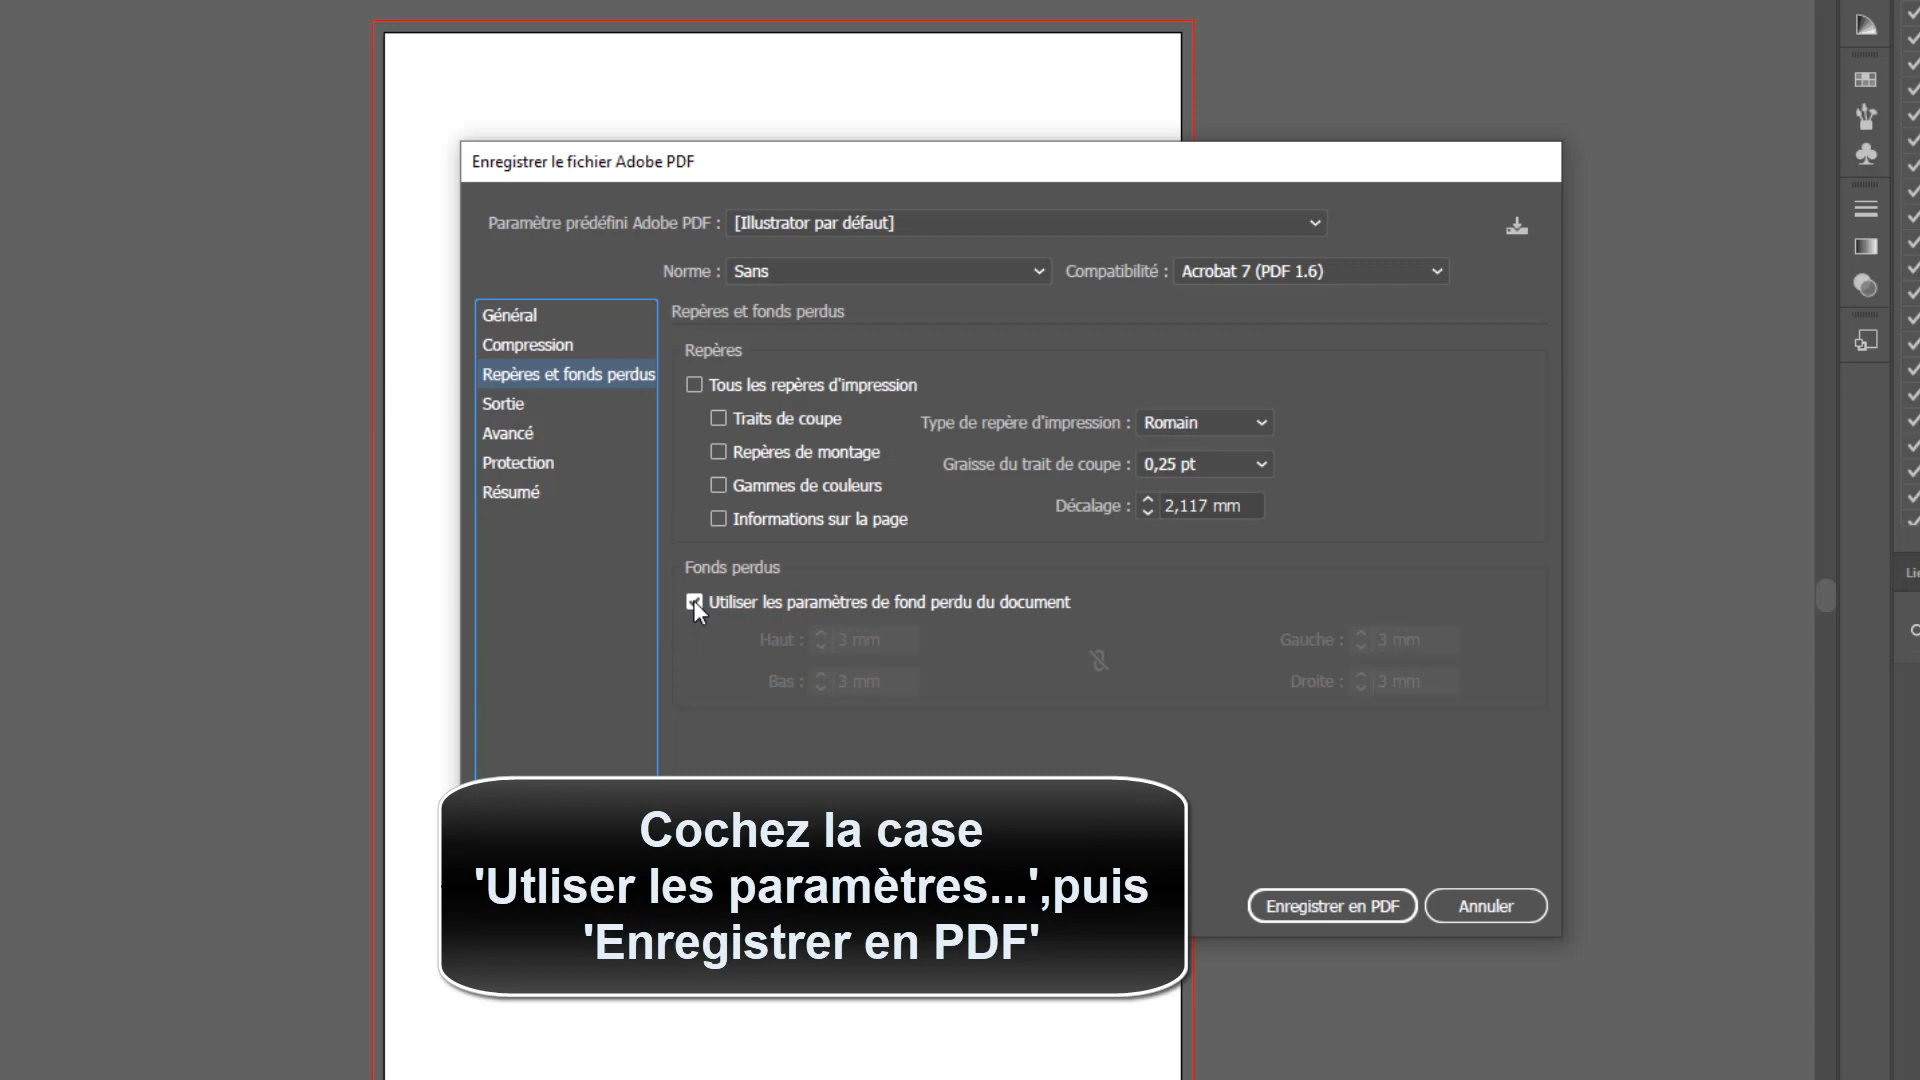 Enregistrer le fichier Adobe PDF
Paramètre prédéfini Adobe PDF : [Illustrator par défaut]
Norme : Sans Compatibilité : Acrobat 7 (PDF 1.6)
Général
Compression
Repères et fonds perdus
Sortie
Avancé
Protection
Résumé
Repères et fonds perdus
Repères
Tous les repères d'impression
Traits de coupe
Repères de montage
Gammes de couleurs
Informations sur la page
Type de repère d'impression : Romain
Graisse du trait de coupe : 0,25 pt
Décalage : 2,117 mm
Fonds perdus
Utiliser les paramètres de fond perdu du document
Haut : 3 mm Gauche : 3 mm
Bas : 3 mm Droite : 3 mm
Enregistrer en PDF Annuler
Cochez la case
'Utliser les paramètres...',puis
'Enregistrer en PDF'